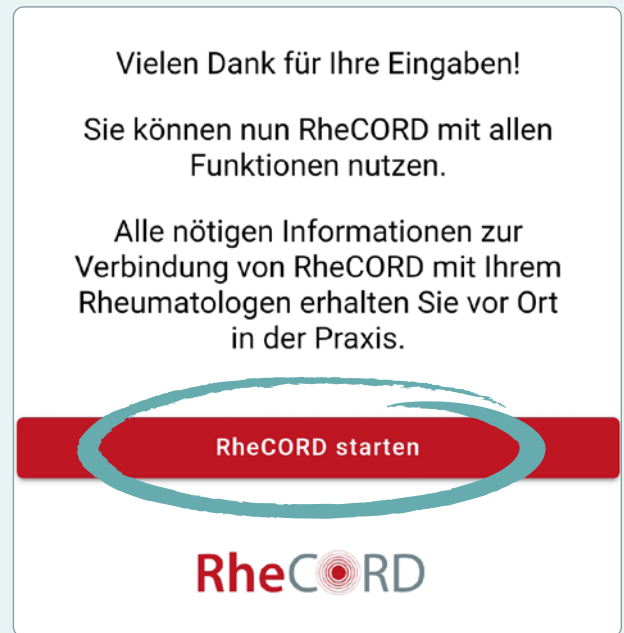 Vielen Dank für Ihre Eingaben!
Sie können nun RheCORD mit allen
Funktionen nutzen.
Alle nötigen Informationen zur
Verbindung von RheCORD mit Ihrem
Rheumatologen erhalten Sie vor Ort
in der Praxis.
RheCORD starten
RheCORD